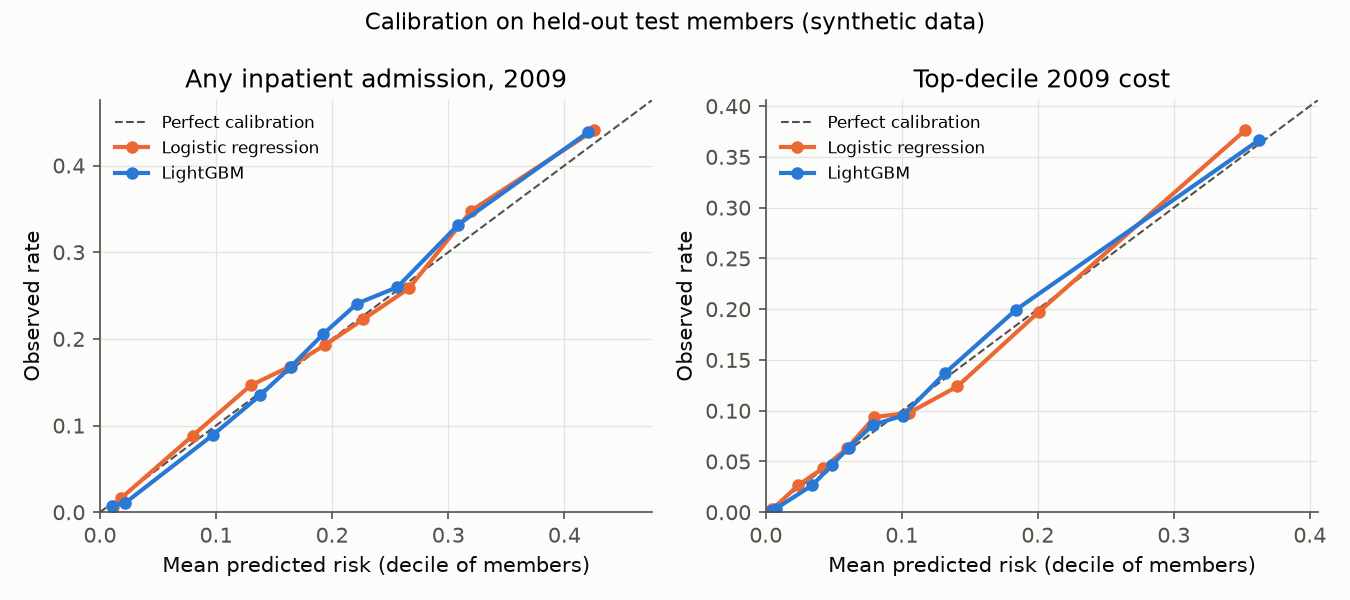 Calibration on held-out test members (synthetic data)
Any inpatient admission, 2009
Perfect calibration
Logistic regression
LightGBM
Observed rate
0.4
0.3
0.2
0.1
0.0
0.0 0.1 0.2 0.3 0.4
Mean predicted risk (decile of members)
Top-decile 2009 cost
Perfect calibration
Logistic regression
LightGBM
Observed rate
0.40
0.35
0.30
0.25
0.20
0.15
0.10
0.05
0.00
0.0 0.1 0.2 0.3 0.4
Mean predicted risk (decile of members)